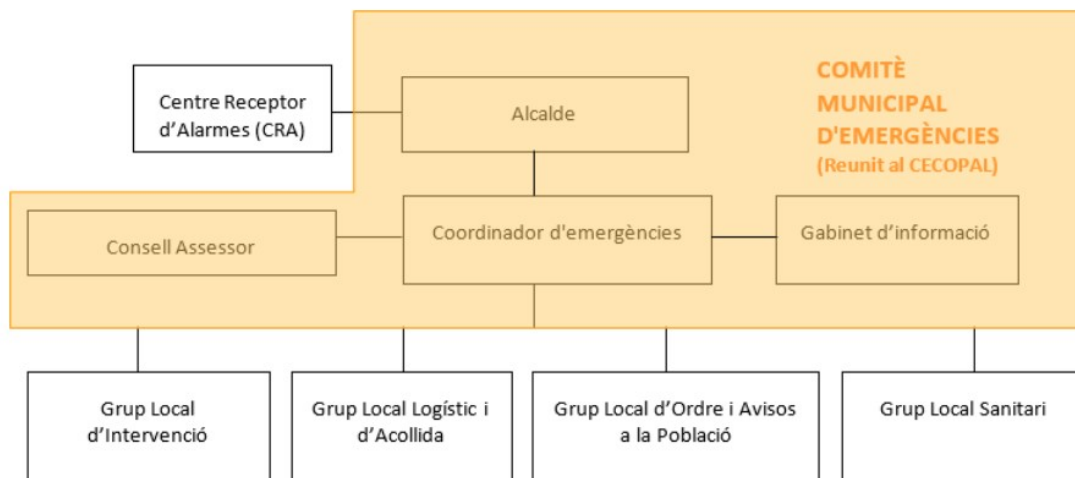 COMITÈ
MUNICIPAL
D'EMERGÈNCIES
(Reunit al CECOPAL)
Centre Receptor
d’Alarmes (CRA)
Alcalde
Consell Assessor
Coordinador d'emergències
Gabinet d’informació
Grup Local
d’Intervenció
Grup Local Logístic i
d’Acollida
Grup Local d’Ordre i Avisos
a la Població
Grup Local Sanitari